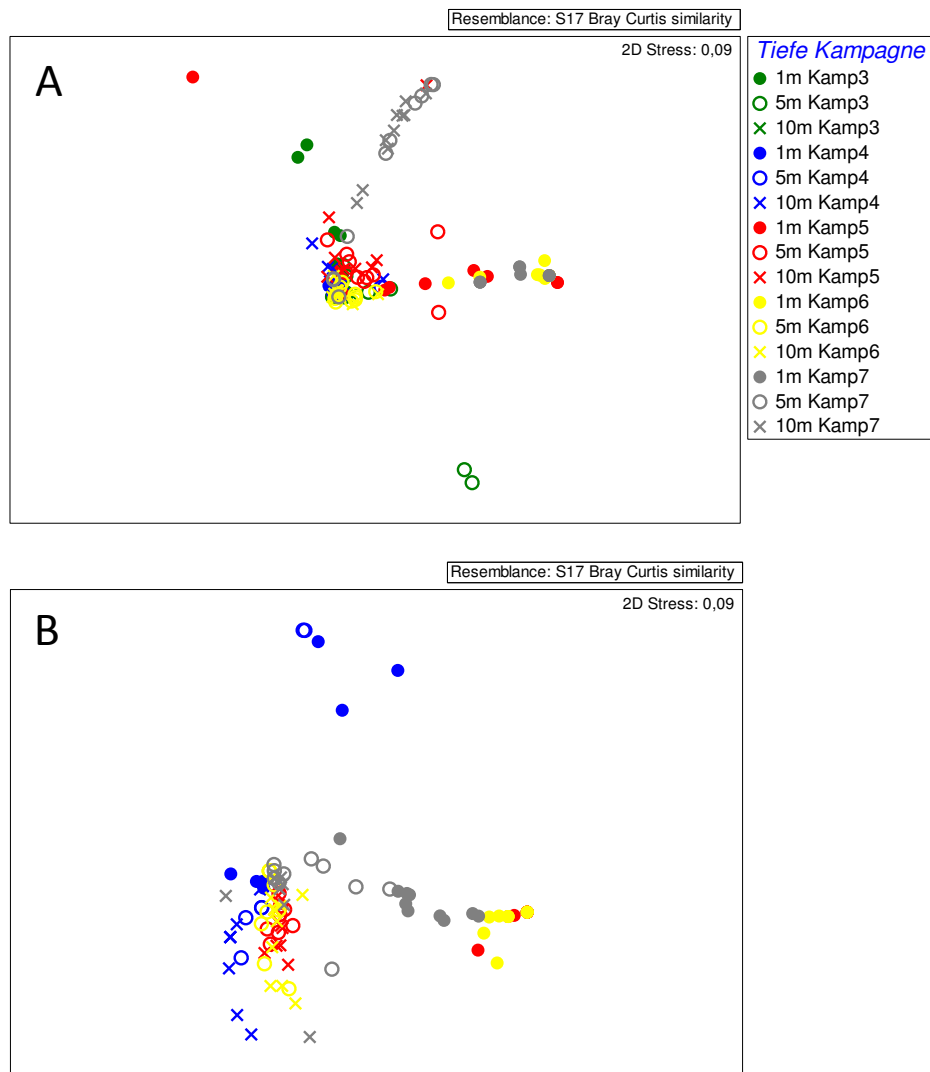 Resemblance: S17 Bray Curtis similarity
A
2D Stress: 0,09
Tiefe Kampagne
1m Kamp3
5m Kamp3
10m Kamp3
1m Kamp4
5m Kamp4
10m Kamp4
1m Kamp5
5m Kamp5
10m Kamp5
1m Kamp6
5m Kamp6
10m Kamp6
1m Kamp7
5m Kamp7
10m Kamp7
Resemblance: S17 Bray Curtis similarity
B
2D Stress: 0,09